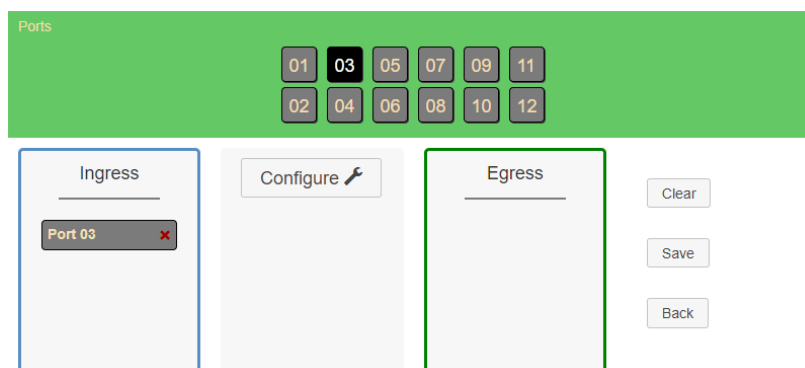 Ports
01 03 05 07 09 11
02 04 06 08 10 12
Ingress
Configure
Egress
Port 03
Clear
Save
Back